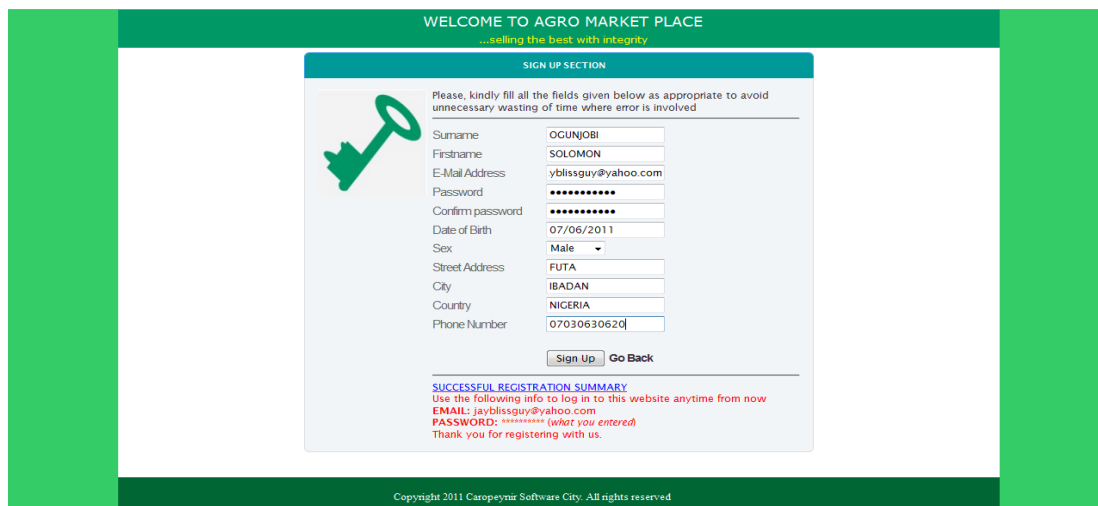 WELCOME TO AGRO MARKET PLACE
...selling the best with integrity
SIGN UP SECTION
Please, kindly fill all the fields given below as appropriate to avoid
unnecessary wasting of time where error is involved
Surname OGUNJOBI
Firstname SOLOMON
E-Mail Address yblissguy@yahoo.com
Password •••••••••••
Confirm password •••••••••••
Date of Birth 07/06/2011
Sex Male
Street Address FUTA
City IBADAN
Country NIGERIA
Phone Number 07030630620
Sign Up Go Back
SUCCESSFUL REGISTRATION SUMMARY
Use the following info to log in to this website anytime from now
EMAIL: jayblissguy@yahoo.com
PASSWORD: ********** (what you entered)
Thank you for registering with us.
Copyright 2011 Caropeynir Software City. All rights reserved